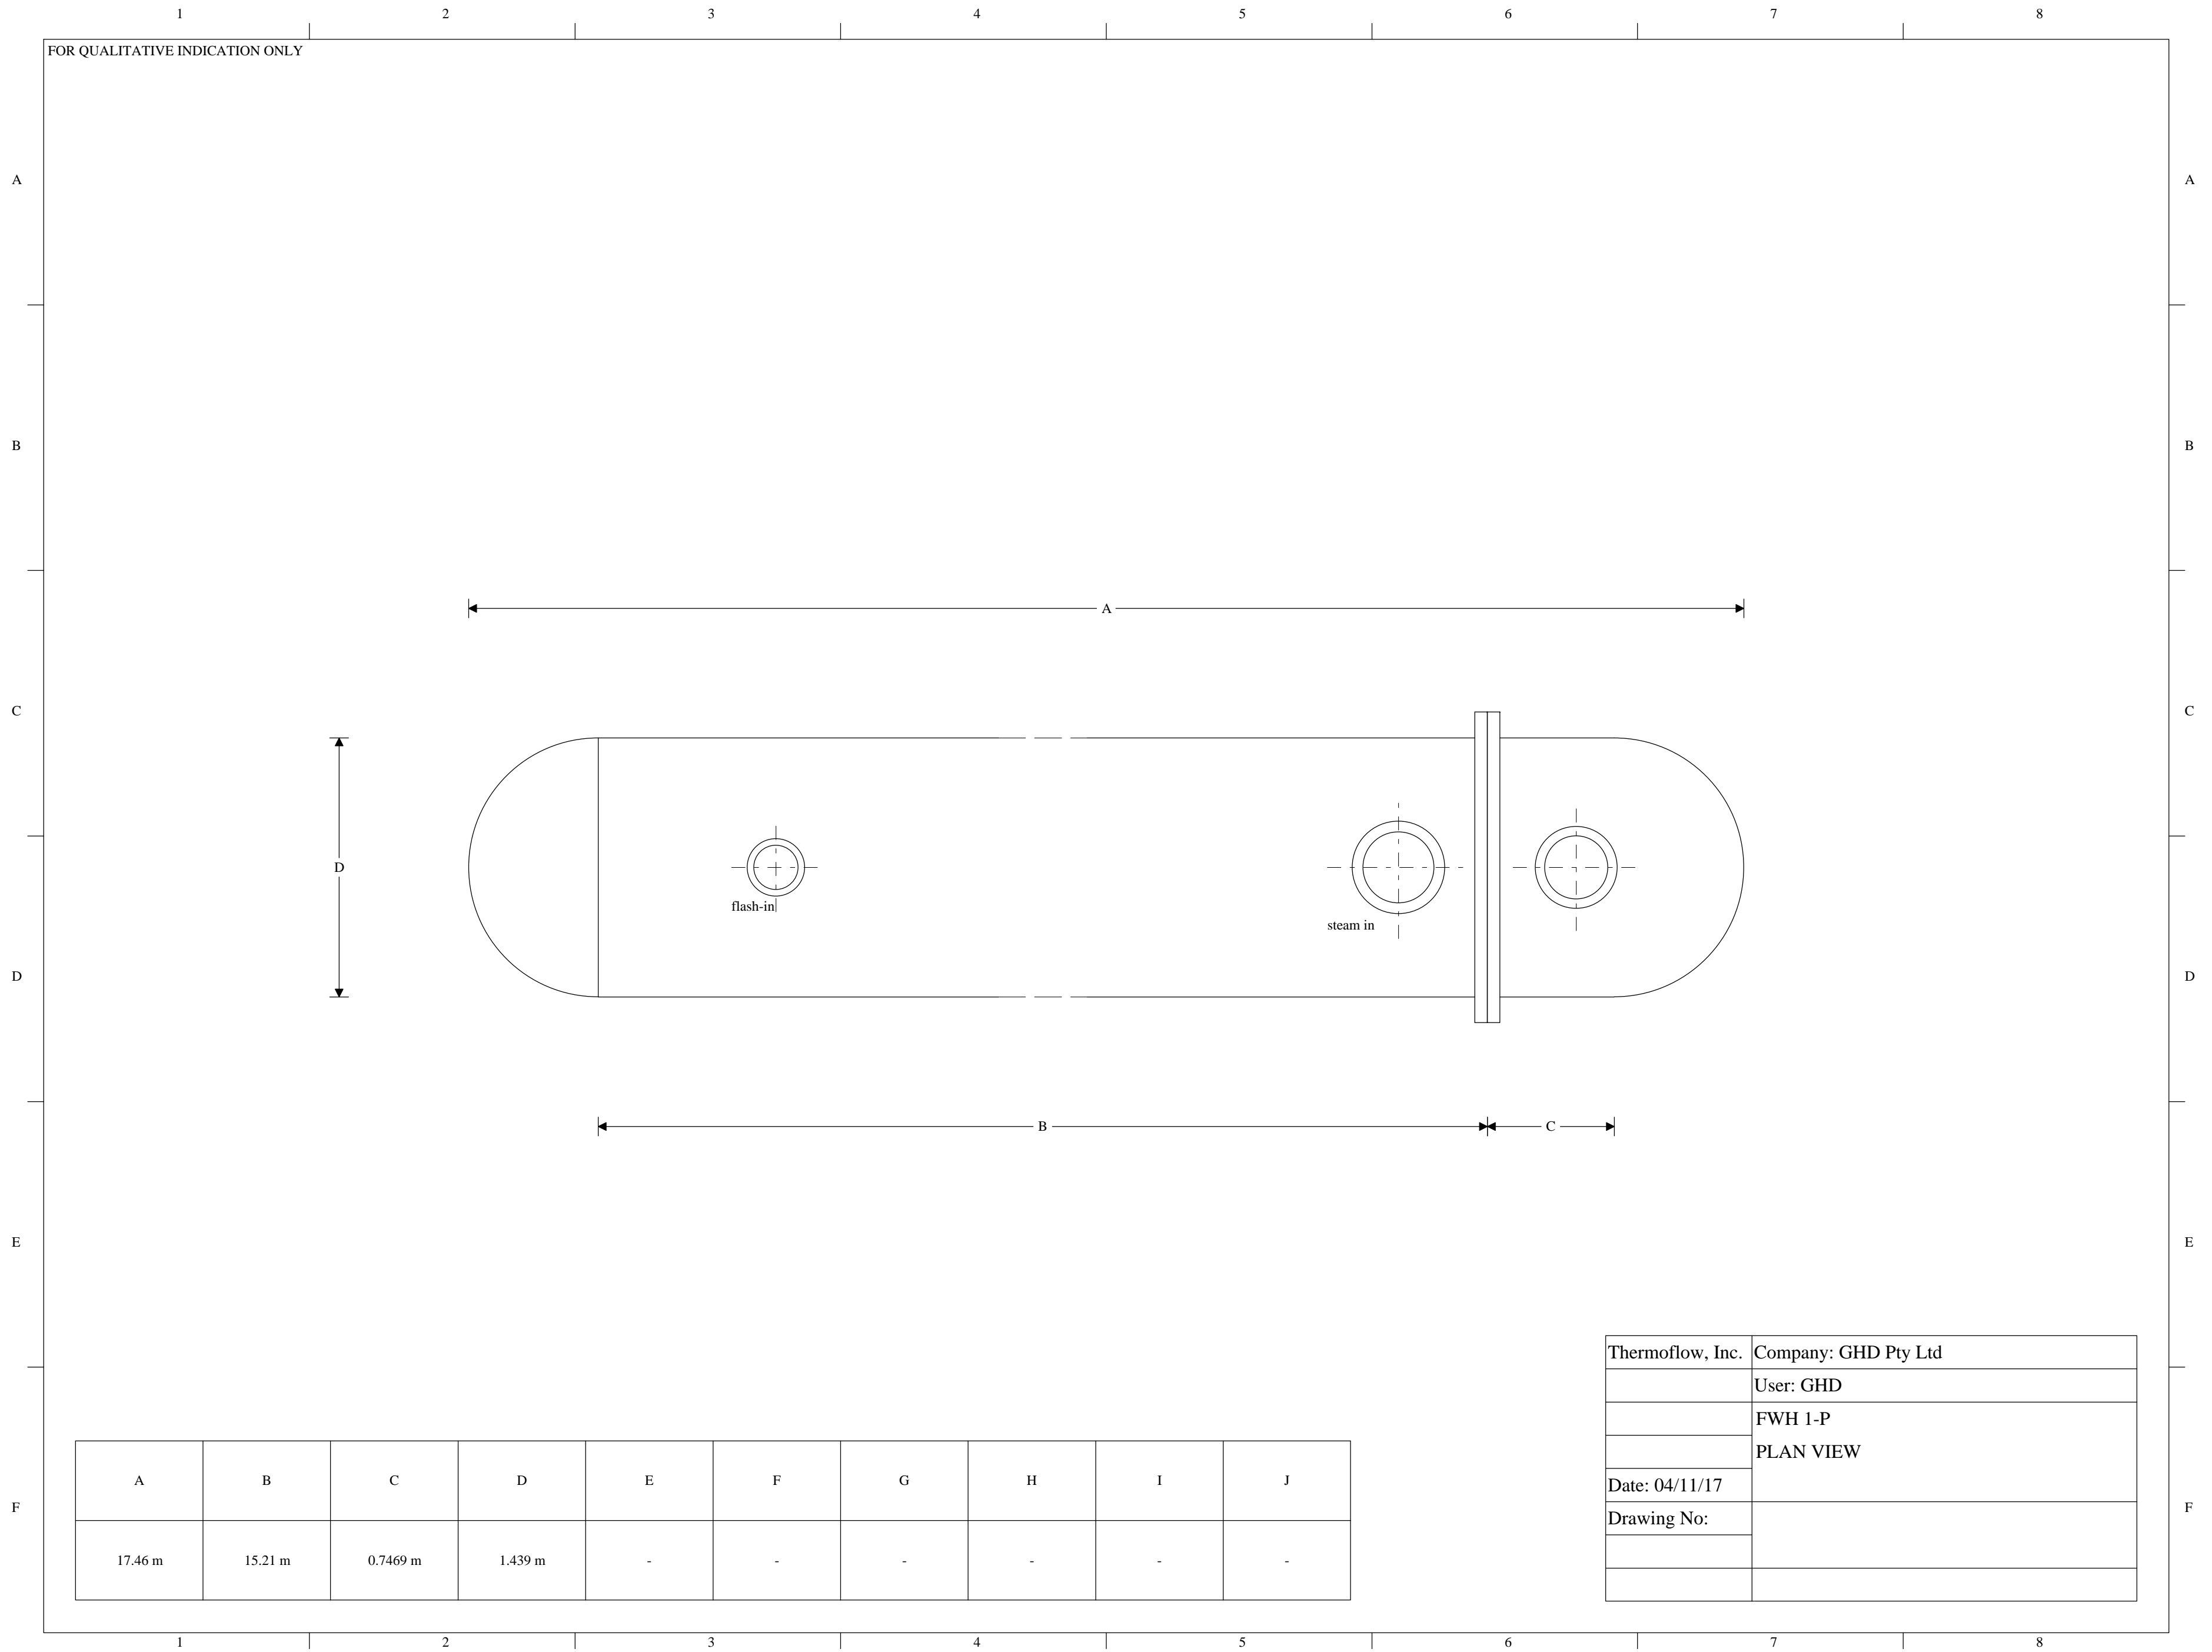 1 2 3 4 5 6 7 8
FOR QUALITATIVE INDICATION ONLY
A A
B B
A
C C
D
flash-in
steam in
D D
B C
E E
Thermoflow, Inc. Company: GHD Pty Ltd
User: GHD
FWH 1-P
PLAN VIEW
A B C D E F G H I J
Date: 04/11/17
F F
Drawing No:
17.46 m 15.21 m 0.7469 m 1.439 m - - - - - -
1 2 3 4 5 6 7 8